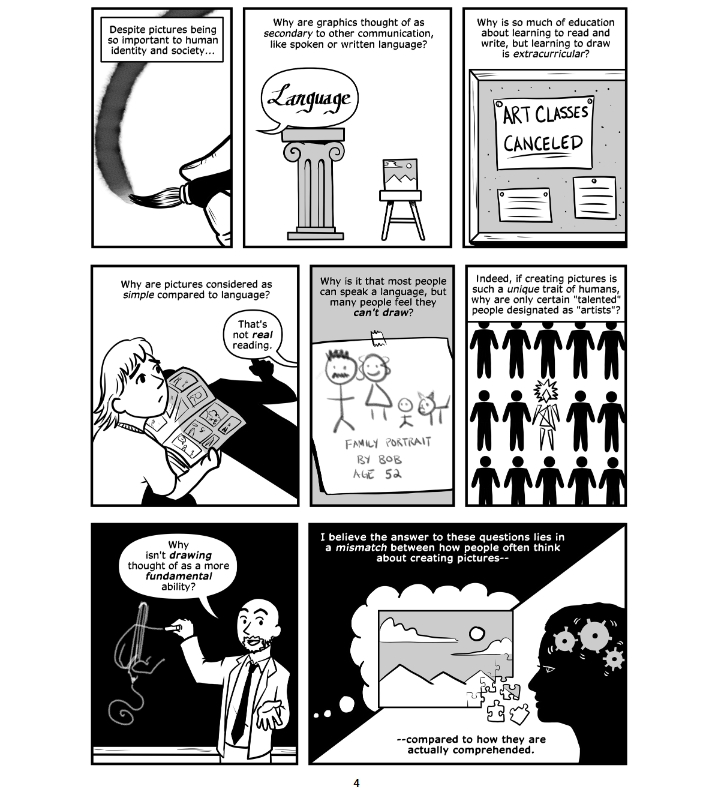 Despite pictures being
so important to human
identity and society...
Why are graphics thought of as
secondary to other communication,
like spoken or written language?
Language
Why is so much of education
about learning to read and
write, but learning to draw
is extracurricular?
ART CLASSES
CANCELED
Why are pictures considered as
simple compared to language?
That's
not real
reading.
Why is it that most people
can speak a language, but
many people feel they
can't draw?
FAMILY PORTRAIT
BY BOB
AGE 52
Indeed, if creating pictures is
such a unique trait of humans,
why are only certain "talented"
people designated as "artists"?
Why
isn't drawing
thought of as a more
fundamental
ability?
I believe the answer to these questions lies in
a mismatch between how people often think
about creating pictures--
--compared to how they are
actually comprehended.
4